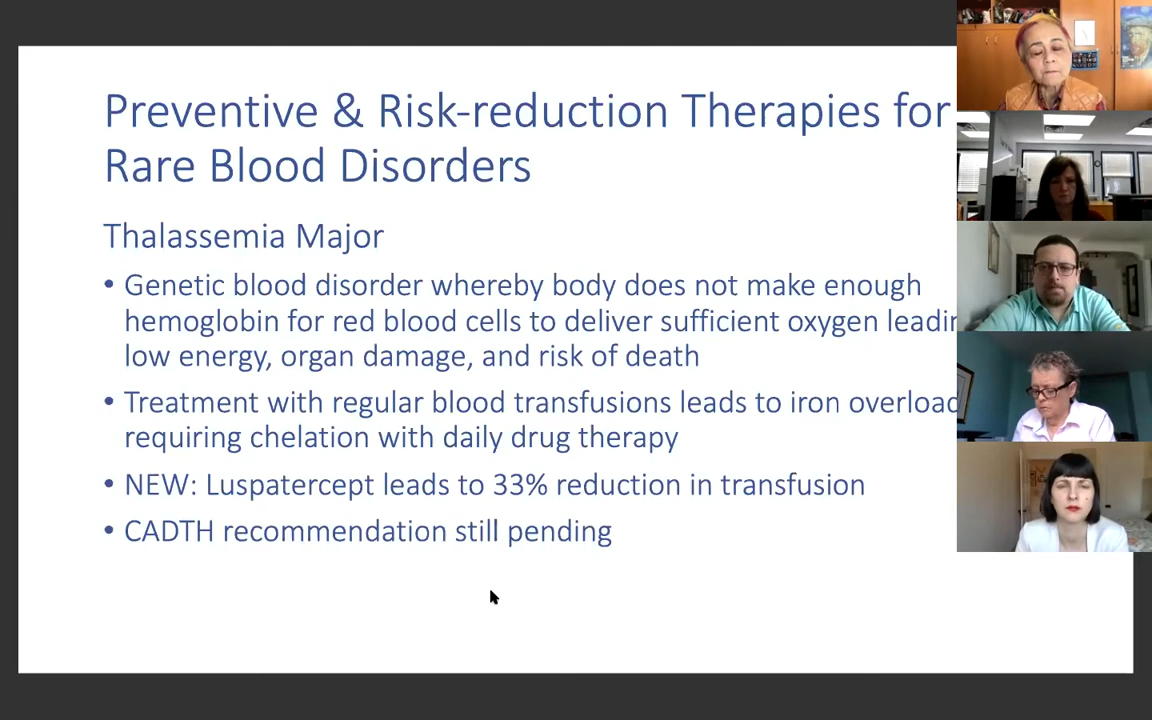 Preventive & Risk-reduction Therapies for
Rare Blood Disorders
Thalassemia Major
• Genetic blood disorder whereby body does not make enough
hemoglobin for red blood cells to deliver sufficient oxygen
low energy, organ damage, and risk of death
• Treatment with regular blood transfusions leads to iron overload
requiring chelation with daily drug therapy
• NEW: Luspatercept leads to 33% reduction in transfusion
• CADTH recommendation still pending